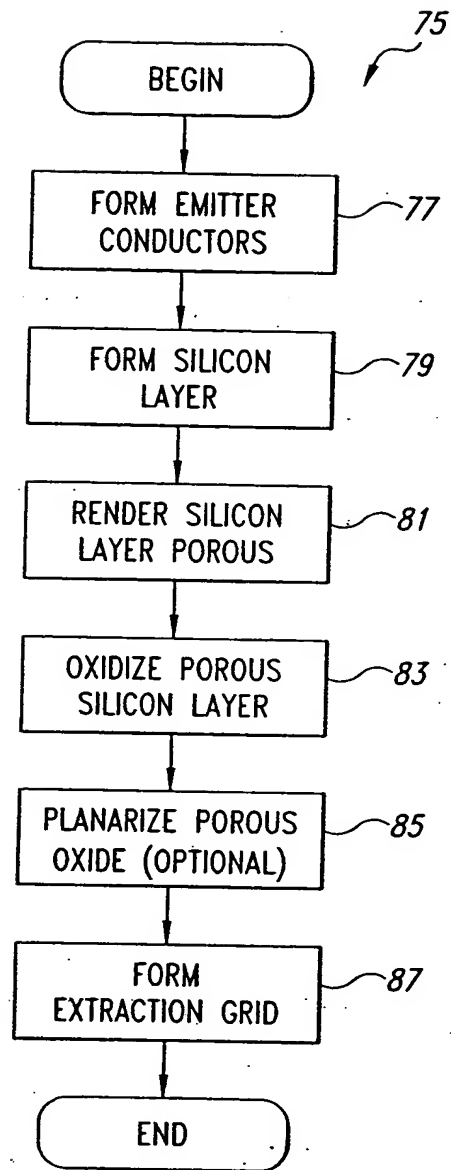 75
BEGIN
FORM EMITTER
CONDUCTORS
77
FORM SILICON
LAYER
79
RENDER SILICON
LAYER POROUS
81
OXIDIZE POROUS
SILICON LAYER
83
PLANARIZE POROUS
OXIDE (OPTIONAL)
85
FORM
EXTRACTION GRID
87
END